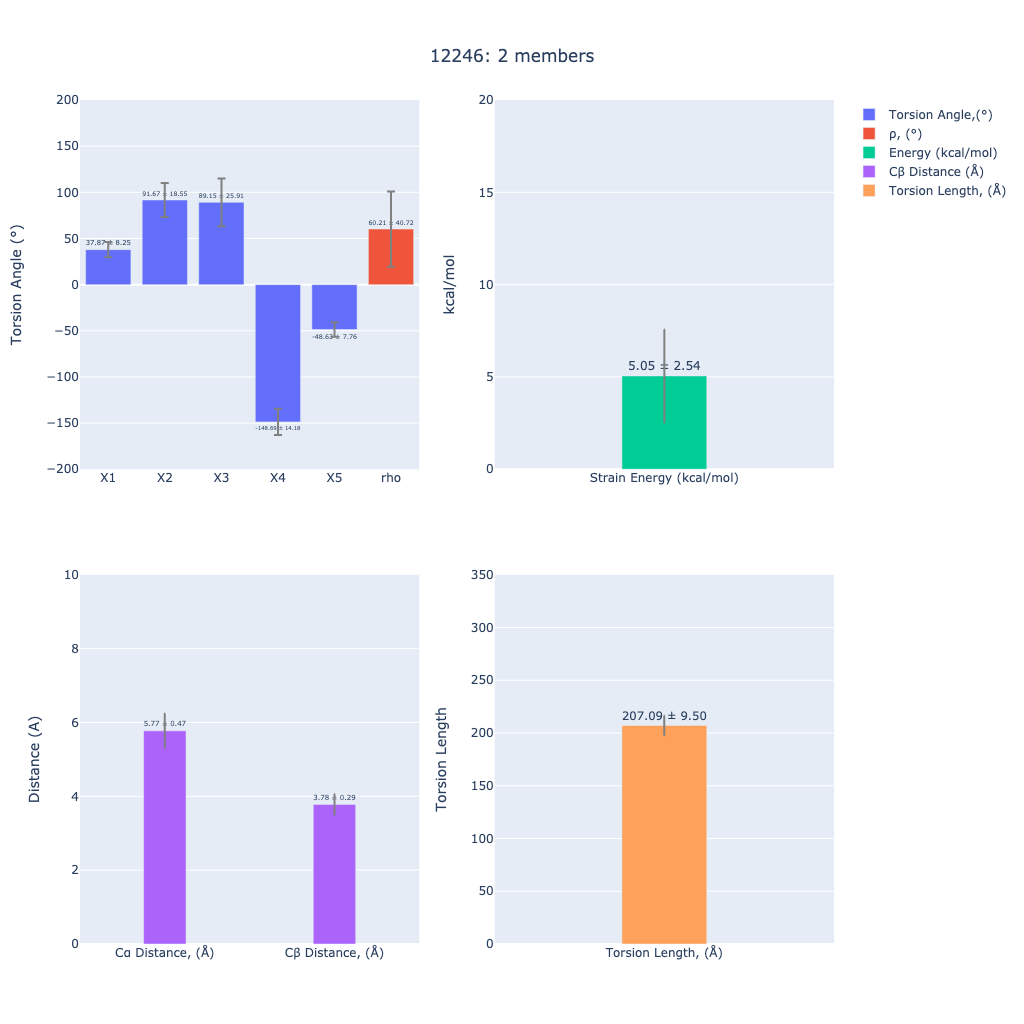 12246: 2 members
Torsion Angle (°)
200
150
100
50
0
−50
−100
−150
−200
37.87 ± 8.25
91.67 ± 18.55
89.15 ± 25.91
-148.69 ± 14.18
-48.63 ± 7.76
60.21 ± 40.72
X1 X2 X3 X4 X5 rho
kcal/mol
20
15
10
5
0
5.05 ± 2.54
Strain Energy (kcal/mol)
Torsion Angle,(°)
ρ, (°)
Energy (kcal/mol)
Cβ Distance (Å)
Torsion Length, (Å)
Distance (A)
10
8
6
4
2
0
5.77 ± 0.47
3.78 ± 0.29
Cα Distance, (Å) Cβ Distance, (Å)
Torsion Length
350
300
250
200
150
100
50
0
207.09 ± 9.50
Torsion Length, (Å)